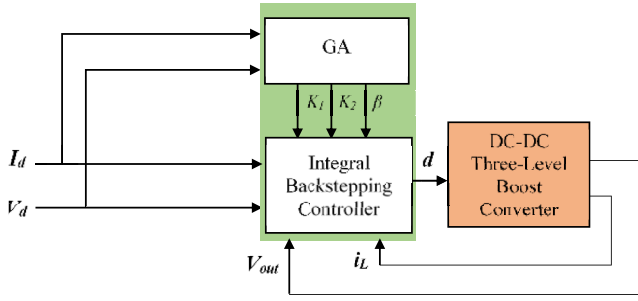 GA
K1 K2 β
Id
Vd
Integral
Backstepping
Controller
d
DC-DC
Three-Level
Boost
Converter
Vout
iL